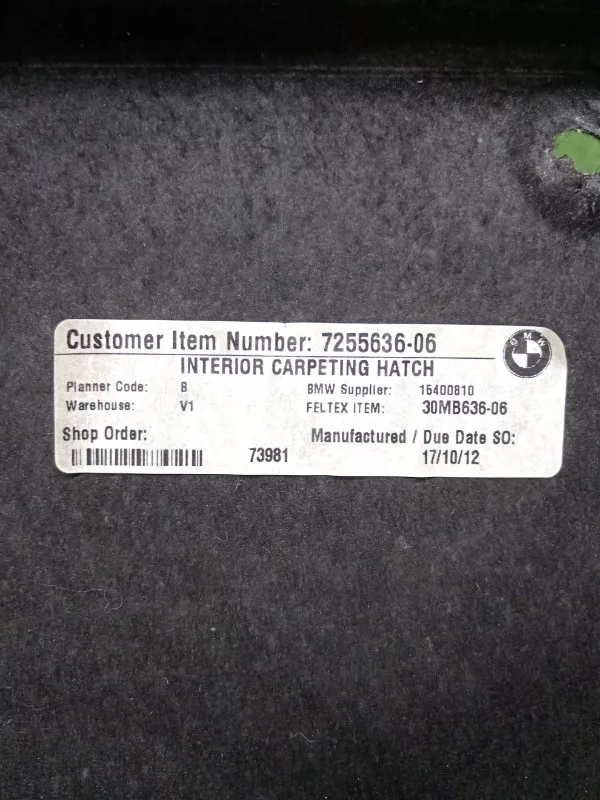 Customer Item Number: 7255636-06
BMW
INTERIOR CARPETING HATCH
Planner Code: B BMW Supplier: 16400810
Warehouse: V1 FELTEX ITEM: 30MB636-06
Shop Order: Manufactured / Due Date SO:
73981 17/10/12